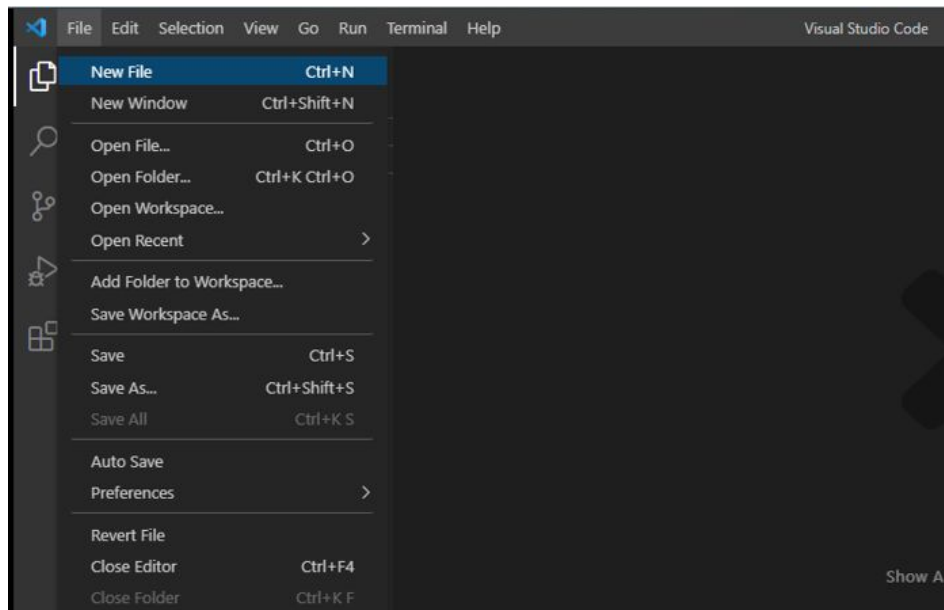 File Edit Selection View Go Run Terminal Help Visual Studio Code
New File Ctrl+N
New Window Ctrl+Shift+N
Open File... Ctrl+O
Open Folder... Ctrl+K Ctrl+O
Open Workspace...
Open Recent
Add Folder to Workspace...
Save Workspace As...
Save Ctrl+S
Save As... Ctrl+Shift+S
Save All Ctrl+K S
Auto Save
Preferences
Revert File
Close Editor Ctrl+F4
Show A
Close Folder Ctrl+K F